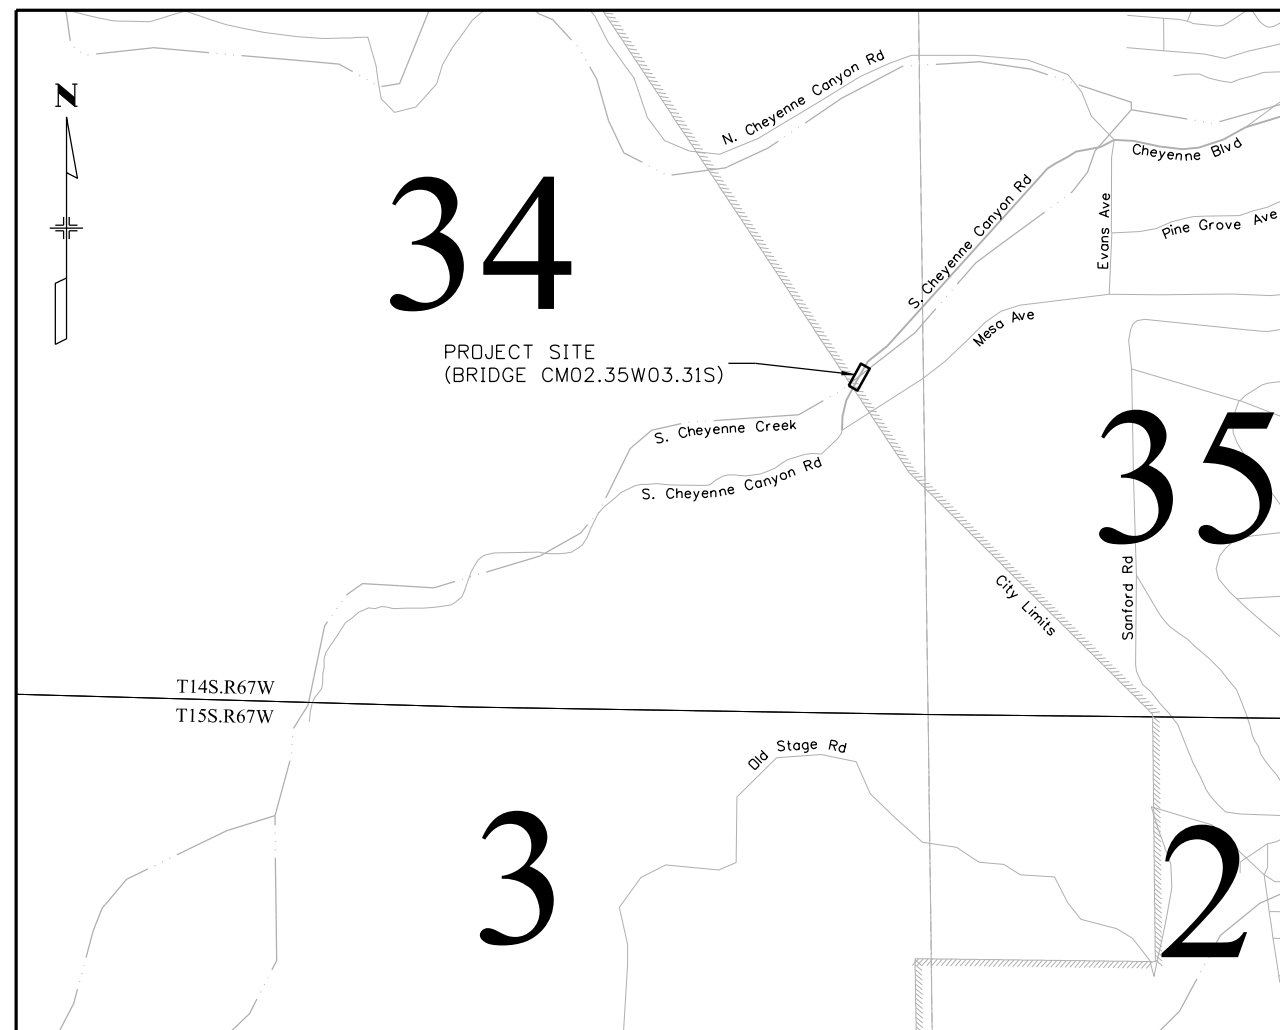 N
N. Cheyenne Canyon Rd
Cheyenne Blvd
34
S. Cheyenne Canyon Rd
Evans Ave
Pine Grove Ave
Mesa Ave
PROJECT SITE
(BRIDGE CM02.35W03.31S)
S. Cheyenne Creek
S. Cheyenne Canyon Rd
35
Sanford Rd
City Limits
T14S.R67W
T15S.R67W
Old Stage Rd
3
2